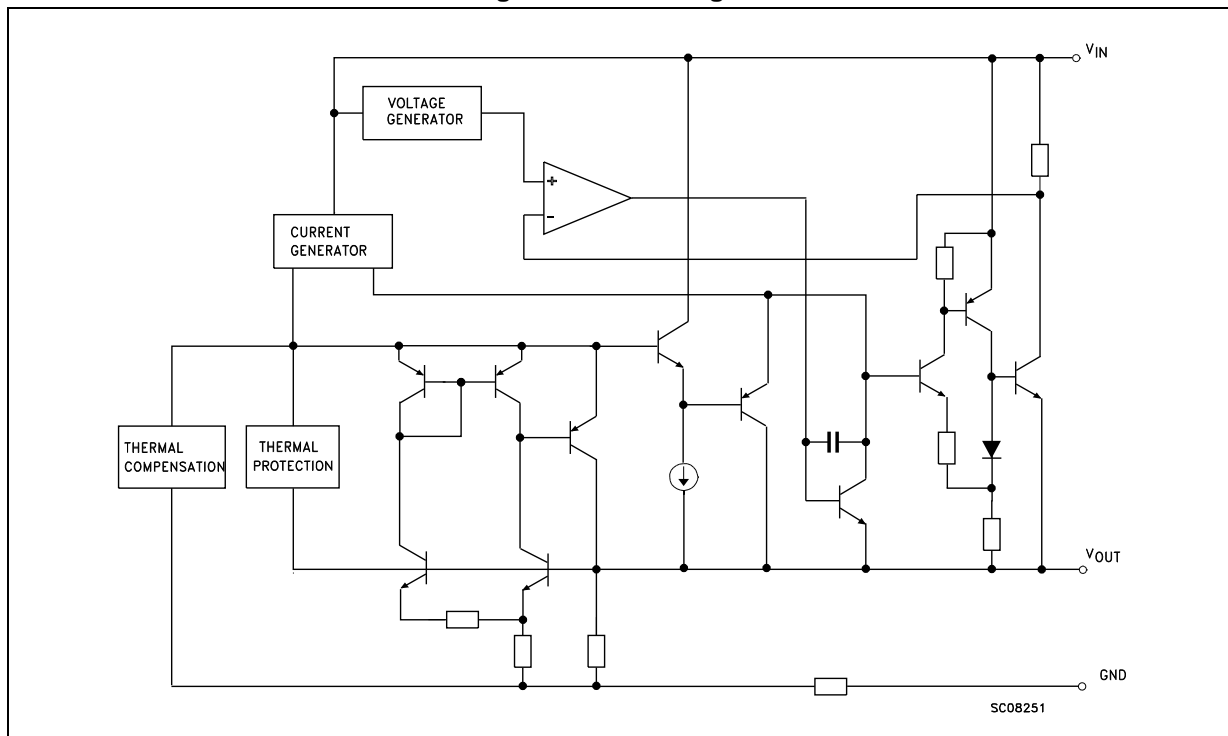 VIN
VOLTAGE
GENERATOR
+
-
CURRENT
GENERATOR
THERMAL
COMPENSATION
THERMAL
PROTECTION
VOUT
GND
SC08251